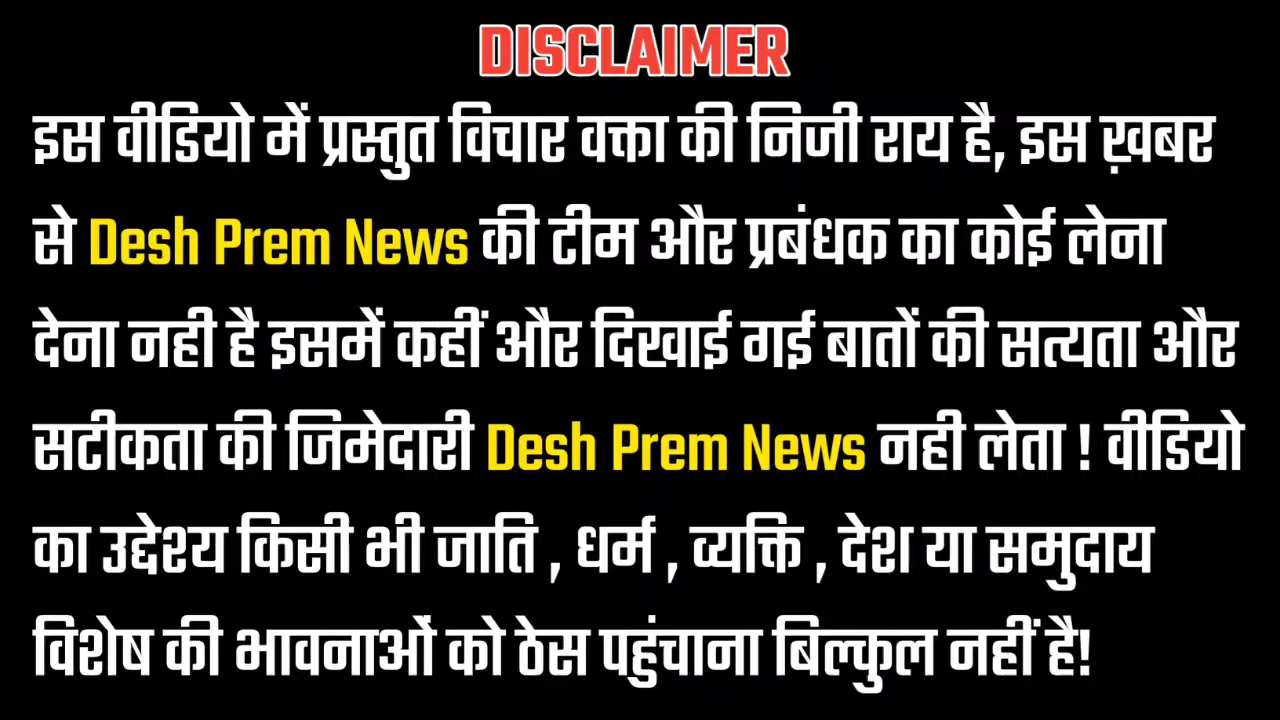 DISCLAIMER
इस वीडियो में प्रस्तुत विचार वक्ता की निजी राय है, इस ख़बर
से Desh Prem News की टीम और प्रबंधक का कोई लेना
देना नही है इसमें कहीं और दिखाई गई बातों की सत्यता और
सटीकता की जिमेदारी Desh Prem News नही लेता ! वीडियो
का उद्देश्य किसी भी जाति , धर्म , व्यक्ति , देश या समुदाय
विशेष की भावनाओं को ठेस पहुंचाना बिल्कुल नहीं है!